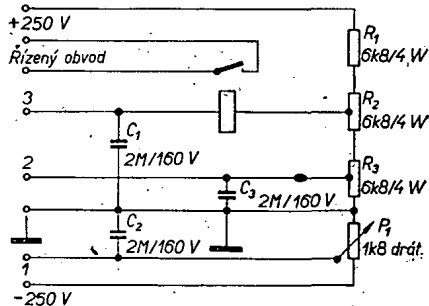 +250 V
Řízený obvod
3
2
1
-250 V
C1
2M/160 V
C2
2M/160 V
C3
2M/160 V
R1
6k8/4 W
R2
6k8/4 W
R3
6k8/4 W
P1
1k8 drát.